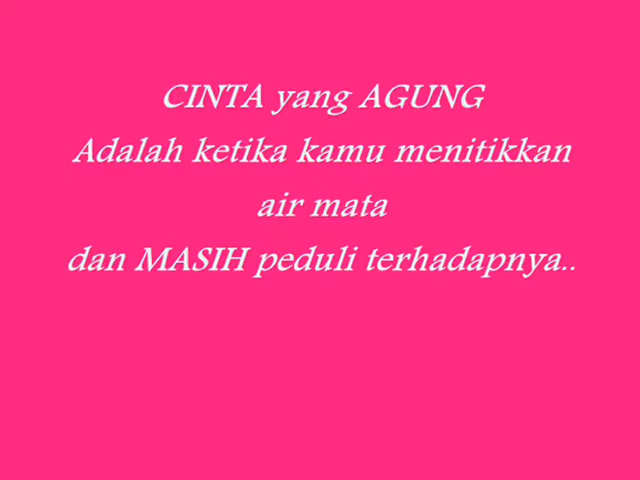 CINTA yang AGUNG
Adalah ketika kamu menitikkan
air mata
dan MASIH peduli terhadapnya..